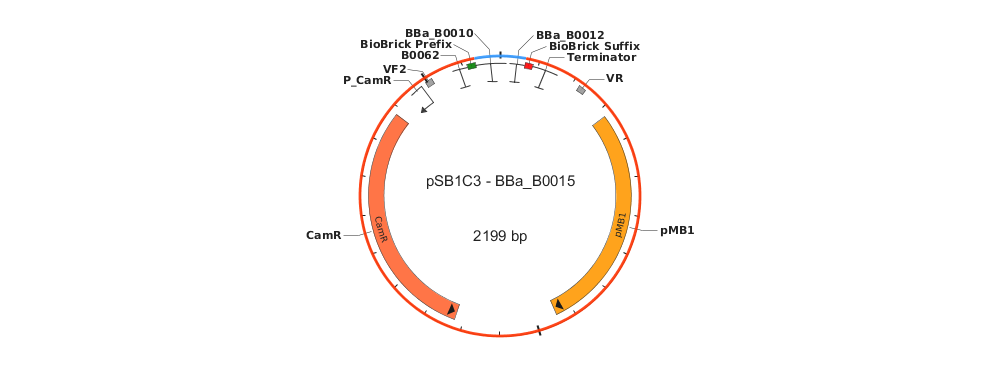 BBa_B0010
BBa_B0012
BioBrick Prefix
BioBrick Suffix
B0062
Terminator
VF2
VR
P_CamR
pSB1C3 - BBa_B0015
CamR
pMB1
CamR
pMB1
2199 bp